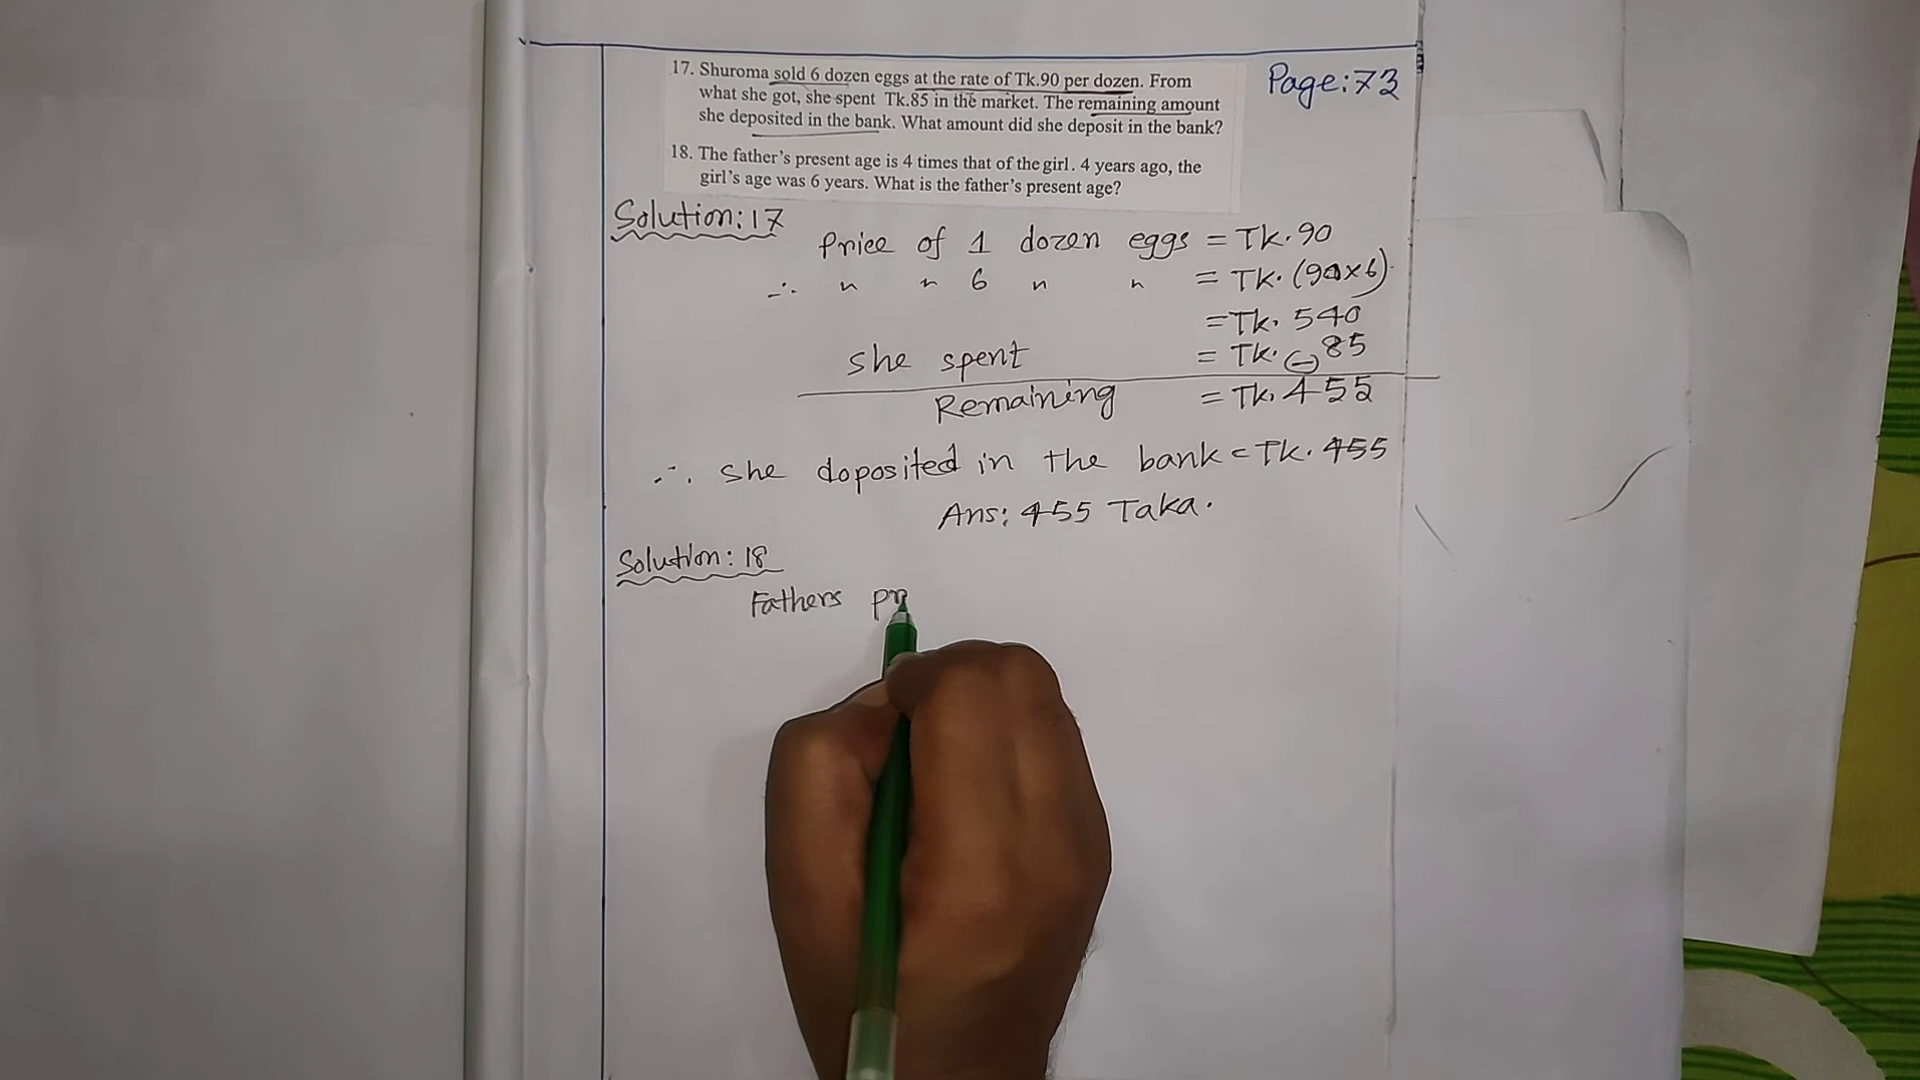 Page:73
17. Shuroma sold 6 dozen eggs at the rate of Tk.90 per dozen. From
what she got, she spent Tk.85 in the market. The remaining amount
she deposited in the bank. What amount did she deposit in the bank?
18. The father's present age is 4 times that of the girl. 4 years ago, the
girl's age was 6 years. What is the father's present age?
Solution:17
Price of 1 dozen eggs = Tk.90
∴ " " 6 " " = Tk. (90×6)
=Tk. 540
She spent = Tk. (-) 85
Remaining = Tk. 455
∴ She doposited in the bank = Tk. 455
Ans: 455 Taka.
Solution: 18
Fathers pr